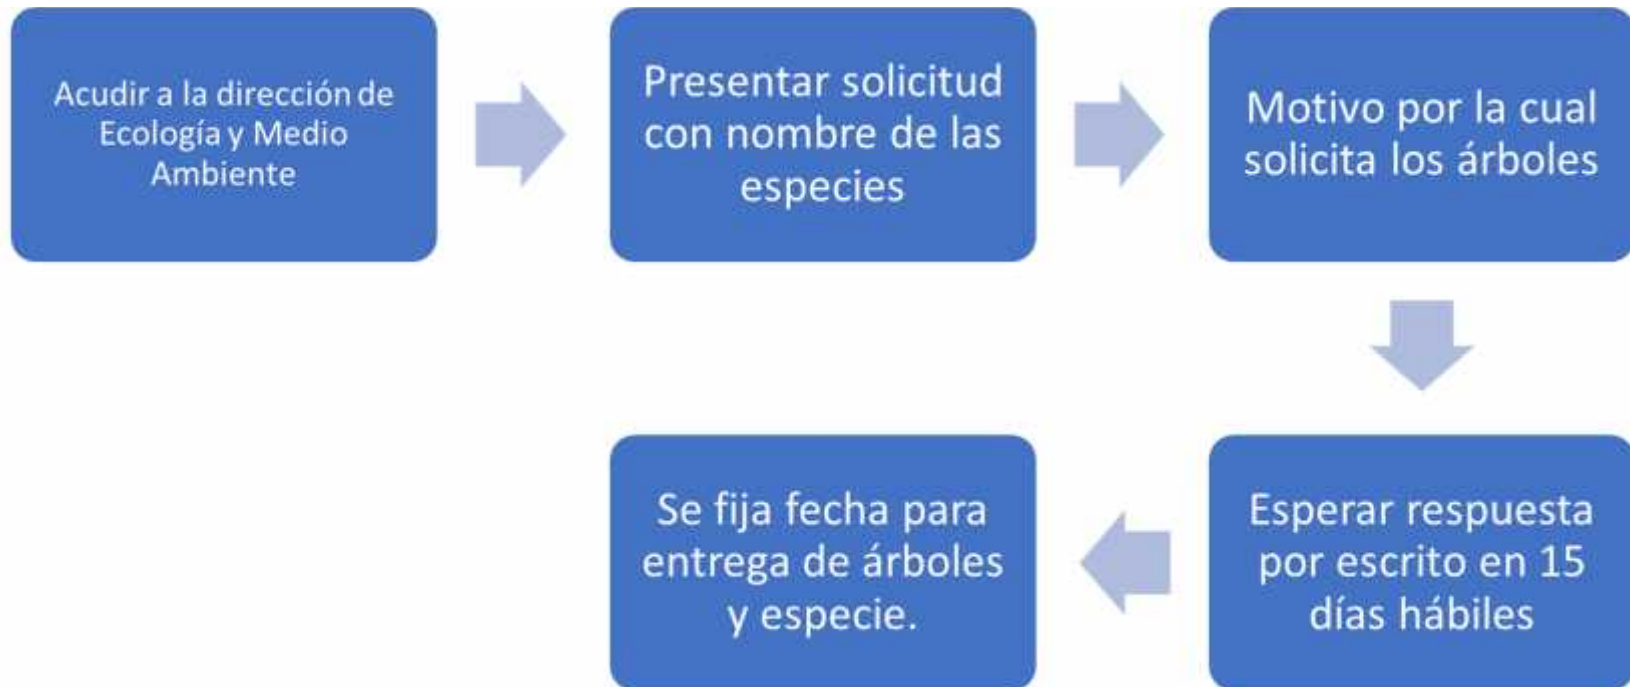 Acudir a la dirección de
Ecología y Medio
Ambiente
Presentar solicitud
con nombre de las
especies
Motivo por la cual
solicita los árboles
Esperar respuesta
por escrito en 15
días hábiles
Se fija fecha para
entrega de árboles
y especie.